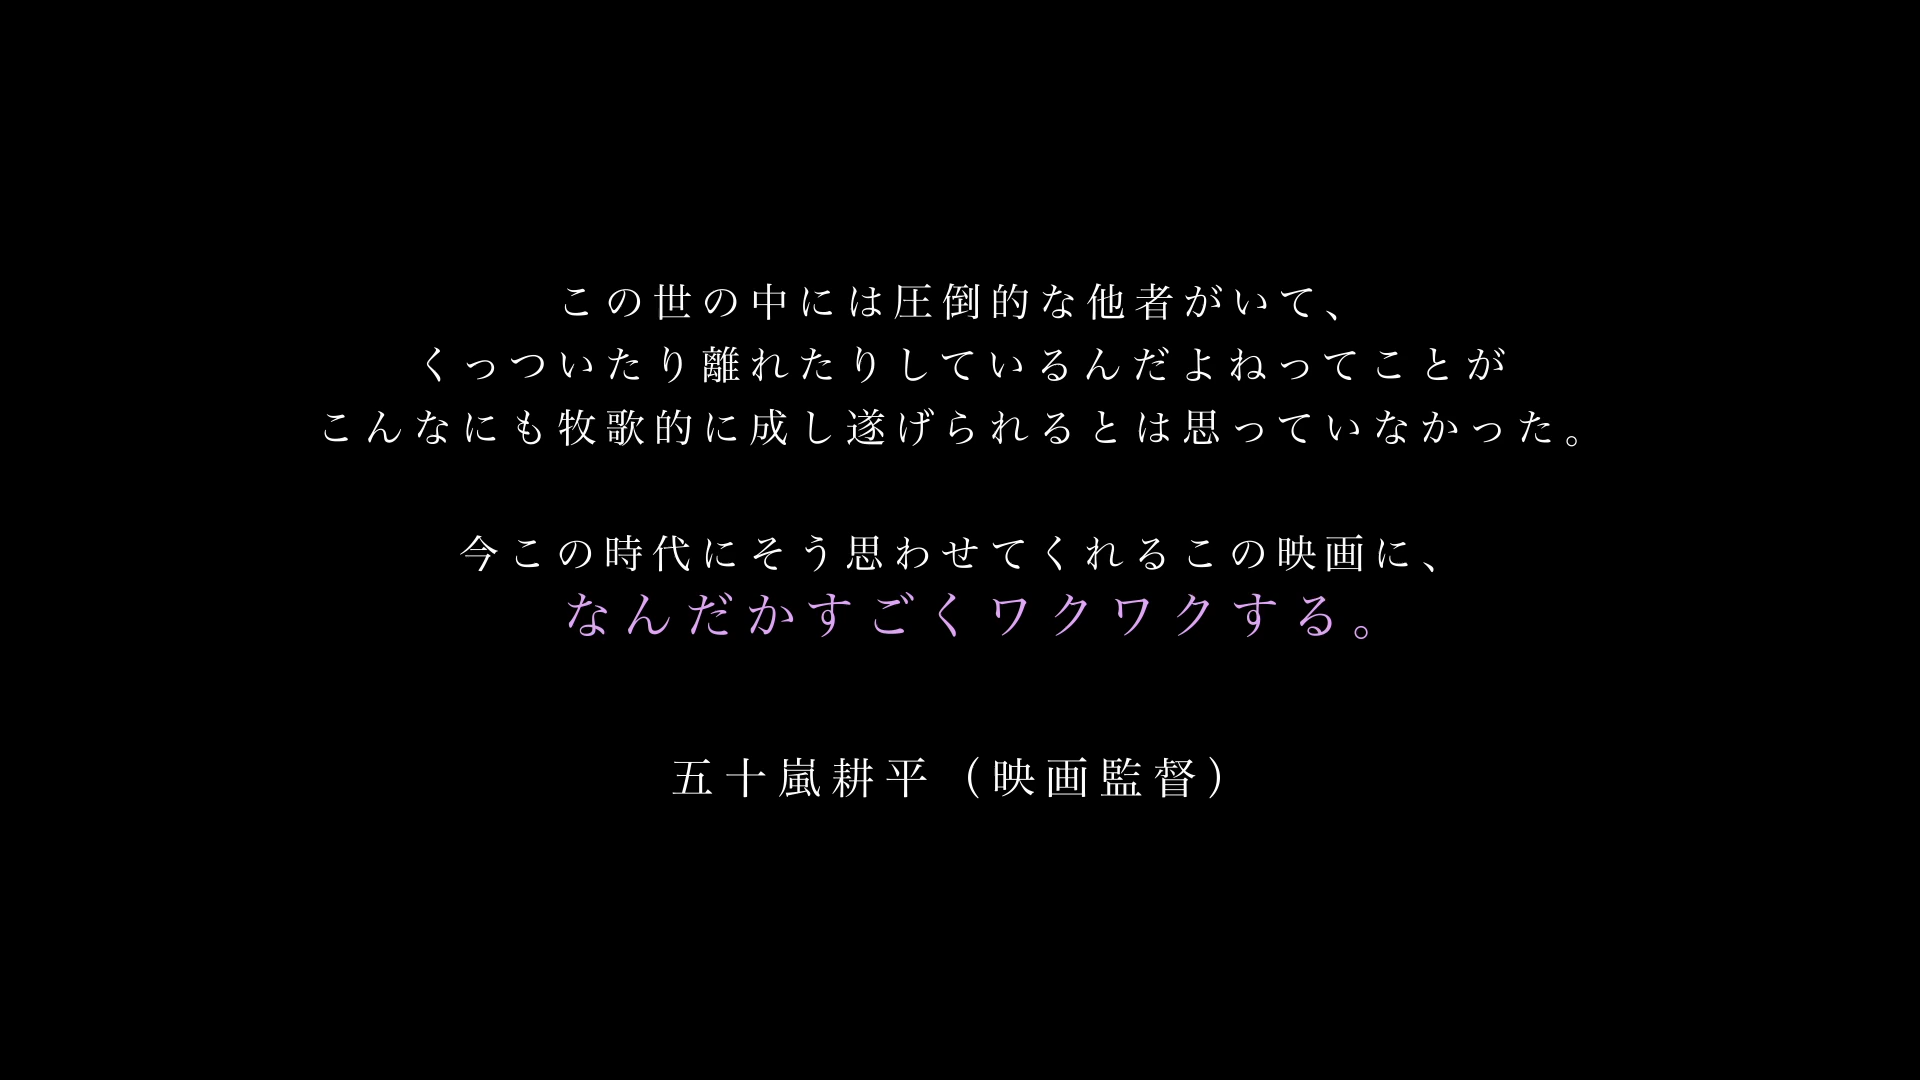 この世の中には圧倒的な他者がいて、
くっついたり離れたりしているんだよねってことが
こんなにも牧歌的に成し遂げられるとは思っていなかった。
今この時代にそう思わせてくれるこの映画に、
なんだかすごくワクワクする。
五十嵐耕平（映画監督）